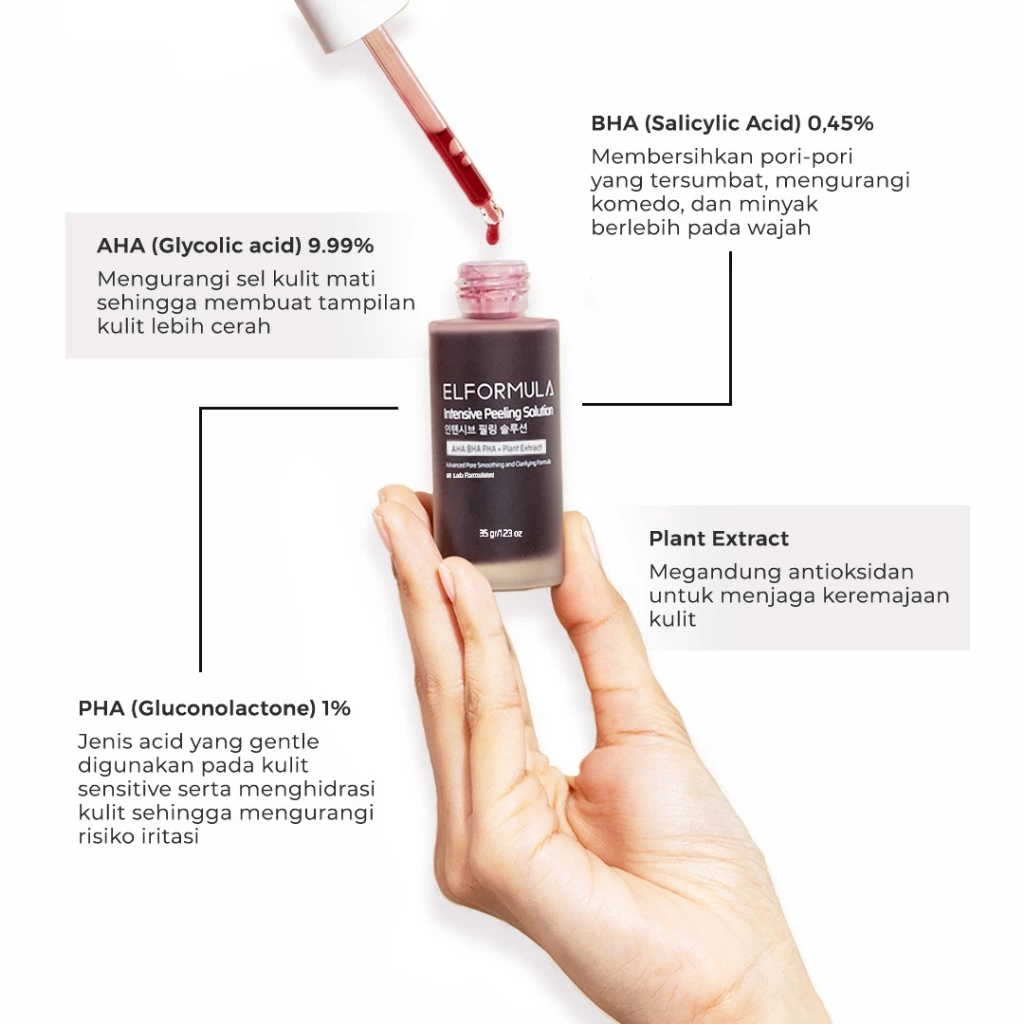 BHA (Salicylic Acid) 0,45%
Membersihkan pori-pori
yang tersumbat, mengurangi
komedo, dan minyak
berlebih pada wajah
AHA (Glycolic acid) 9.99%
Mengurangi sel kulit mati
sehingga membuat tampilan
kulit lebih cerah
ELFORMULA
Intensive Peeling Solution
인텐시브 필링 솔루션
AHA BHA PHA + Plant Extract
Advanced Pore Smoothing and Clarifying Formula
Lab Formulated
35 gr/1.23 oz
Plant Extract
Megandung antioksidan
untuk menjaga keremajaan
kulit
PHA (Gluconolactone) 1%
Jenis acid yang gentle
digunakan pada kulit
sensitive serta menghidrasi
kulit sehingga mengurangi
risiko iritasi